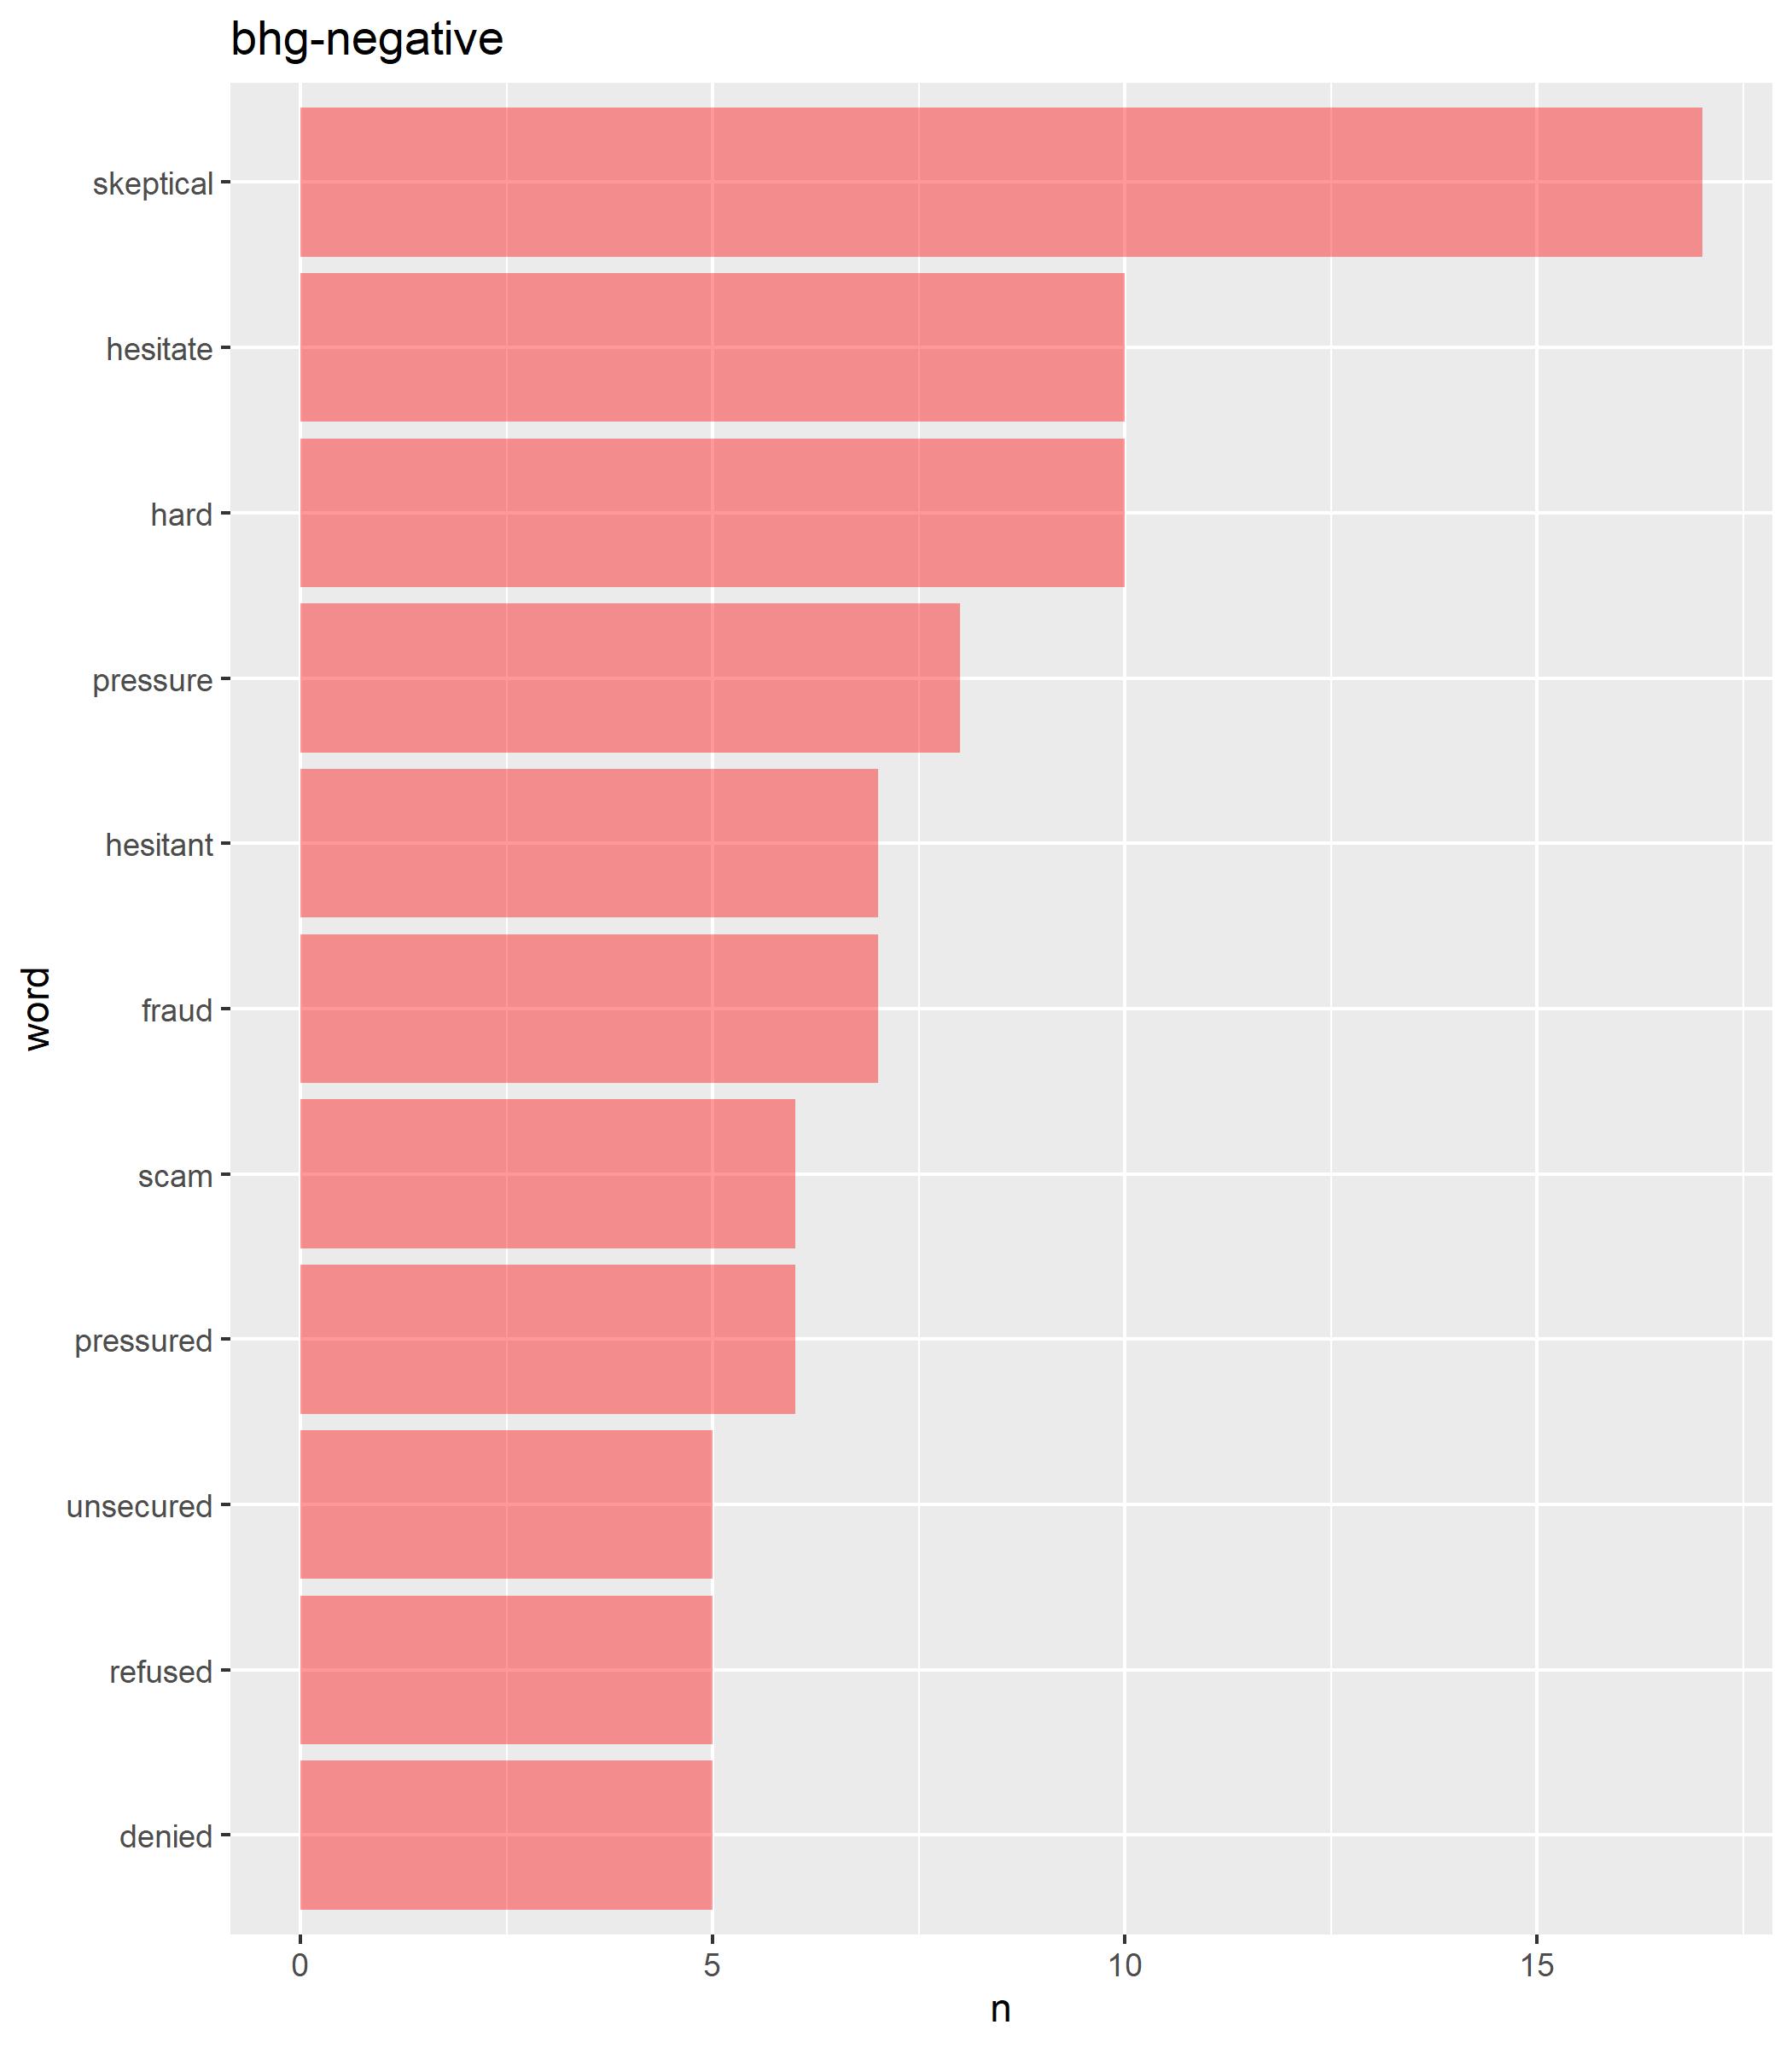 bhg-negative
skeptical
hesitate
hard
pressure
hesitant
fraud
scam
pressured
unsecured
refused
denied
word
0 5 10 15
n